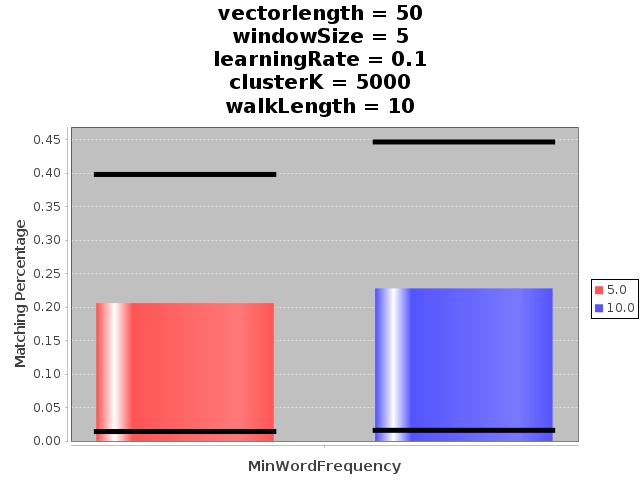 vectorlength = 50
windowSize = 5
learningRate = 0.1
clusterK = 5000
walkLength = 10
Matching Percentage
0.45
0.40
0.35
0.30
0.25
0.20
0.15
0.10
0.05
0.00
5.0
10.0
MinWordFrequency